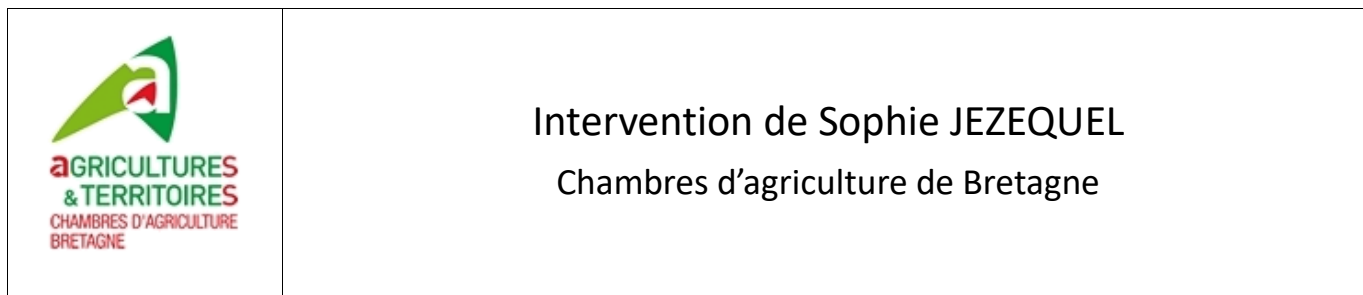 aGRICULTURES
& TERRITOIRES
CHAMBRES D'AGRICULTURE
BRETAGNE
Intervention de Sophie JEZEQUEL
Chambres d’agriculture de Bretagne